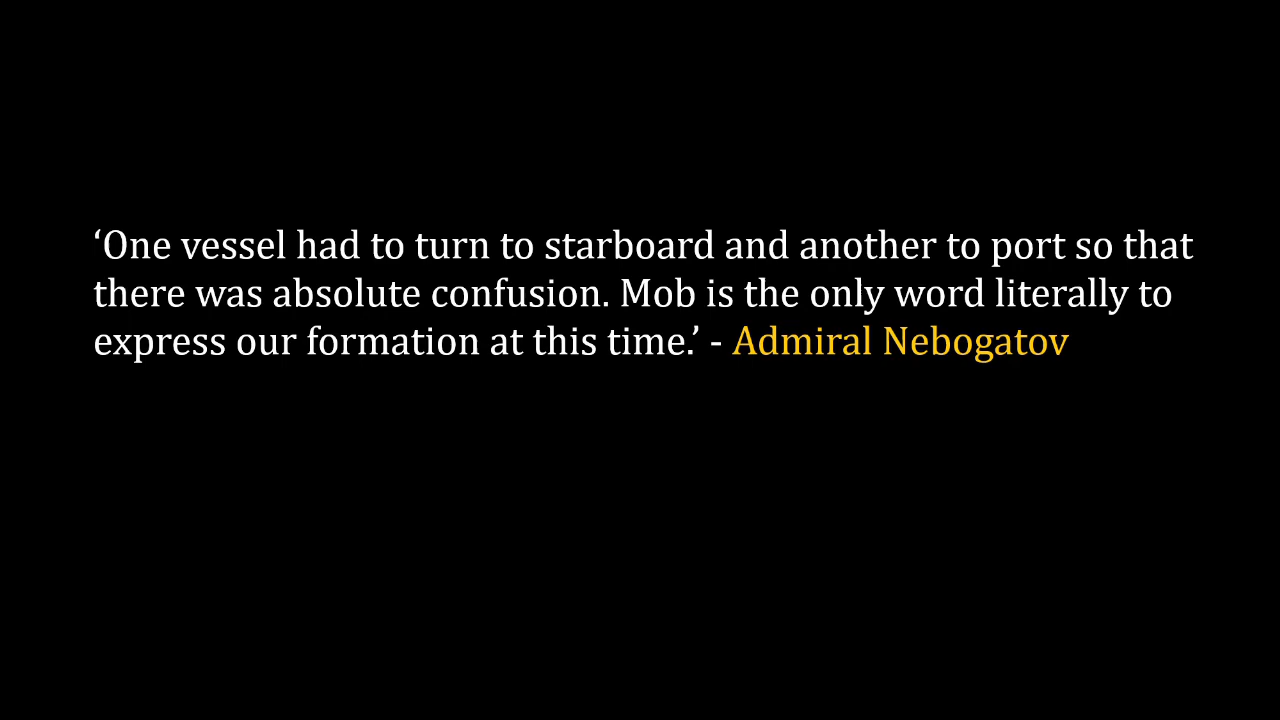 ‘One vessel had to turn to starboard and another to port so that
there was absolute confusion. Mob is the only word literally to
express our formation at this time.’ - Admiral Nebogatov